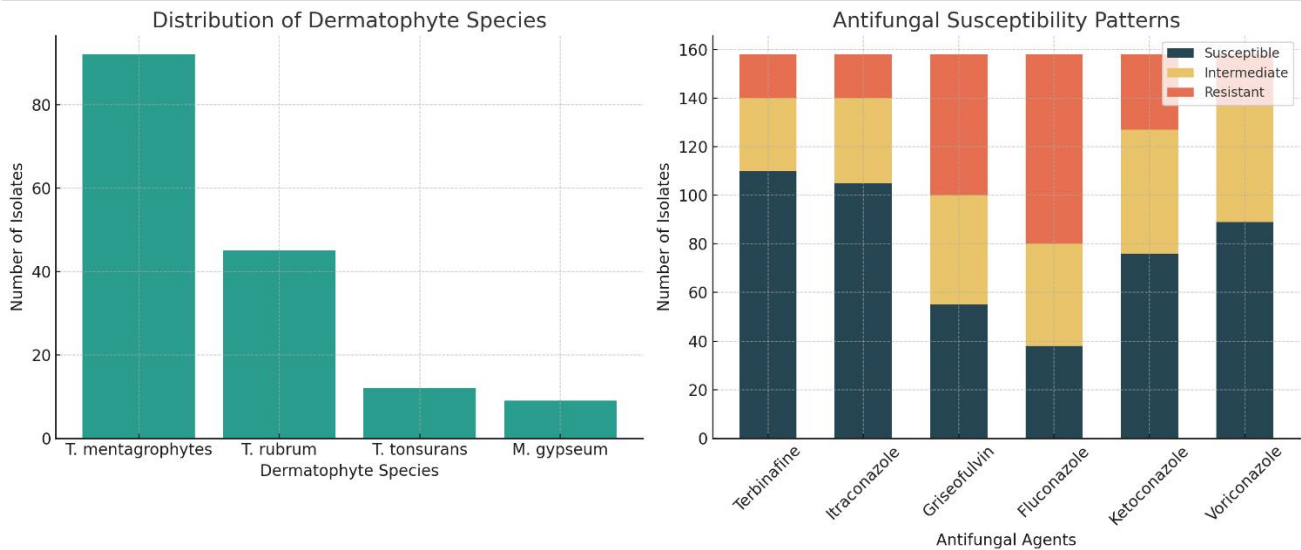 Distribution of Dermatophyte Species
Number of Isolates
80
60
40
20
0
T. mentagrophytes T. rubrum T. tonsurans M. gypseum
Dermatophyte Species
Antifungal Susceptibility Patterns
Number of Isolates
160
140
120
100
80
60
40
20
0
Susceptible
Intermediate
Resistant
Terbinafine
Itraconazole
Griseofulvin
Fluconazole
Ketoconazole
Voriconazole
Antifungal Agents